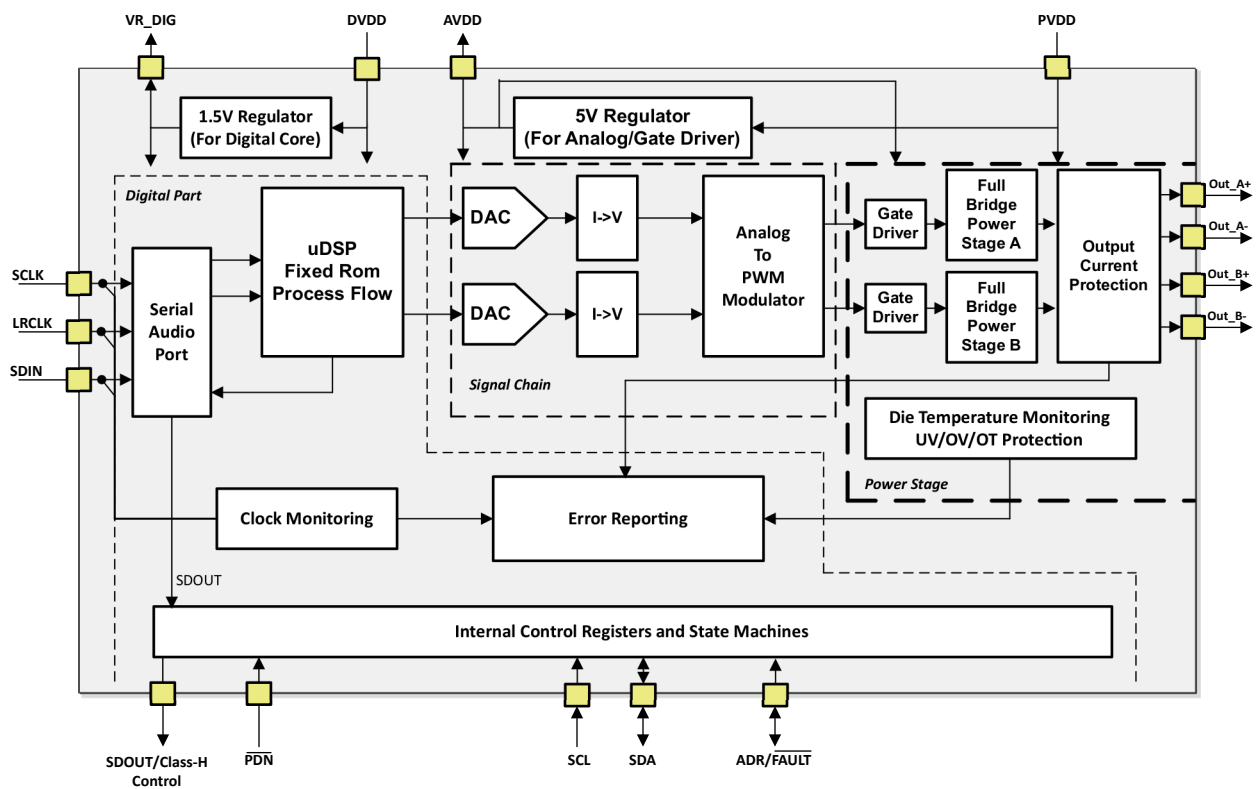 VR_DIG
DVDD
AVDD
PVDD
1.5V Regulator
(For Digital Core)
5V Regulator
(For Analog/Gate Driver)
Digital Part
uDSP
Fixed Rom
Process Flow
DAC
I->V
Analog
To
PWM
Modulator
Gate
Driver
Full
Bridge
Power
Stage A
Output
Current
Protection
Out_A+
Out_A-
Out_B+
Out_B-
SCLK
LRCLK
SDIN
Serial
Audio
Port
DAC
I->V
Gate
Driver
Full
Bridge
Power
Stage B
Signal Chain
Die Temperature Monitoring
UV/OV/OT Protection
Power Stage
Clock Monitoring
Error Reporting
SDOUT
Internal Control Registers and State Machines
SDOUT/Class-H
Control
PDN
SCL
SDA
ADR/FAULT